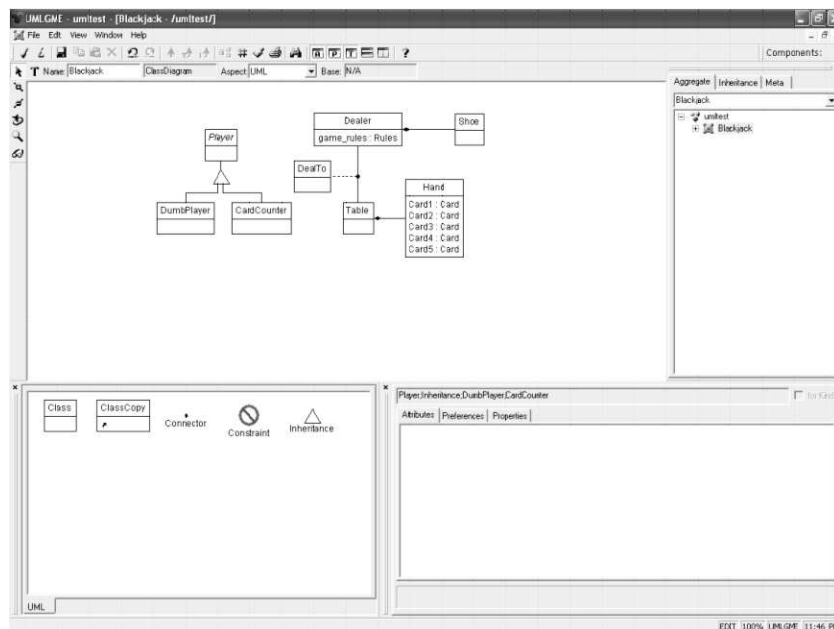 UMLGME - umltest - [Blackjack - /umltest/]
File Edit View Window Help
Components:
Name: Blackjack ClassDiagram Aspect: UML Base: N/A
Aggregate Inheritance Meta
Blackjack
umltest
Blackjack
Player
DumbPlayer
CardCounter
Dealer
game_rules : Rules
Shoe
DealTo
Table
Hand
Card1 : Card
Card2 : Card
Card3 : Card
Card4 : Card
Card5 : Card
Class
ClassCopy
Connector
Constraint
Inheritance
UML
Player,Inheritance,DumbPlayer,CardCounter
for Kind
Attributes Preferences Properties
EDIT 100% UMLGME 11:46 P